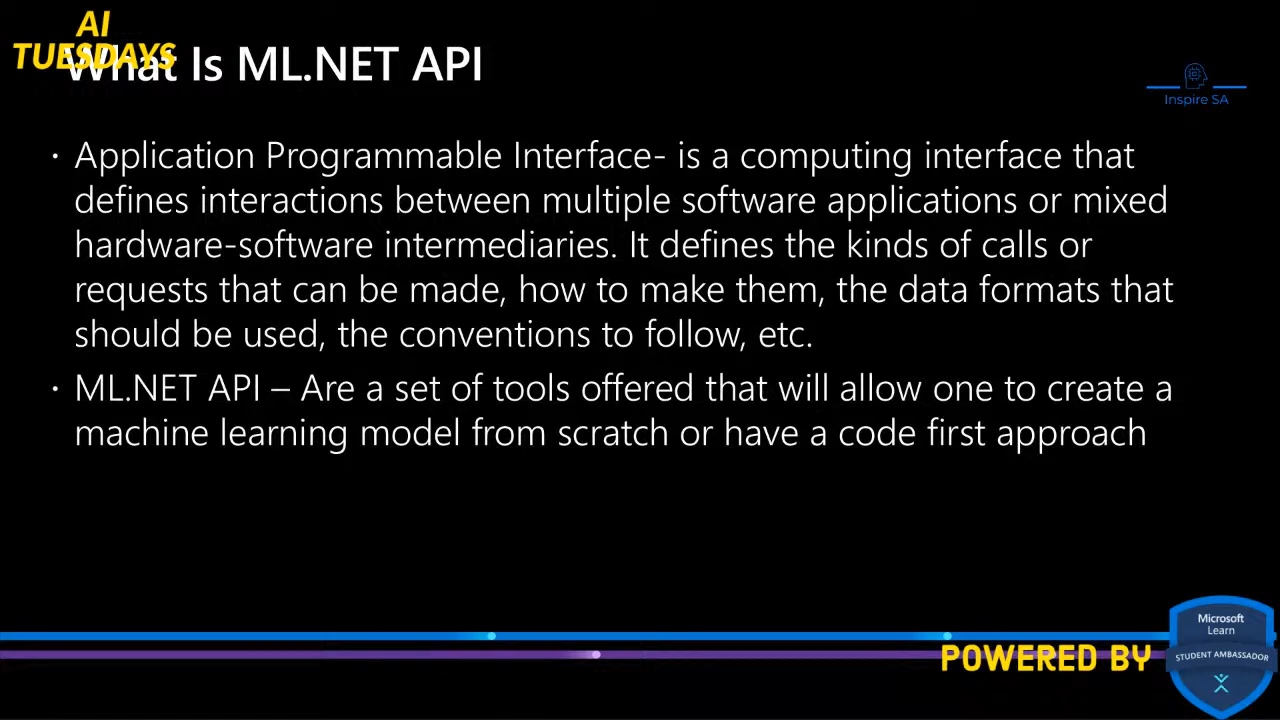 AI
TUESDAYS
What Is ML.NET API
Inspire SA
• Application Programmable Interface- is a computing interface that
defines interactions between multiple software applications or mixed
hardware-software intermediaries. It defines the kinds of calls or
requests that can be made, how to make them, the data formats that
should be used, the conventions to follow, etc.
• ML.NET API – Are a set of tools offered that will allow one to create a
machine learning model from scratch or have a code first approach
POWERED BY
Microsoft
Learn
STUDENT AMBASSADOR